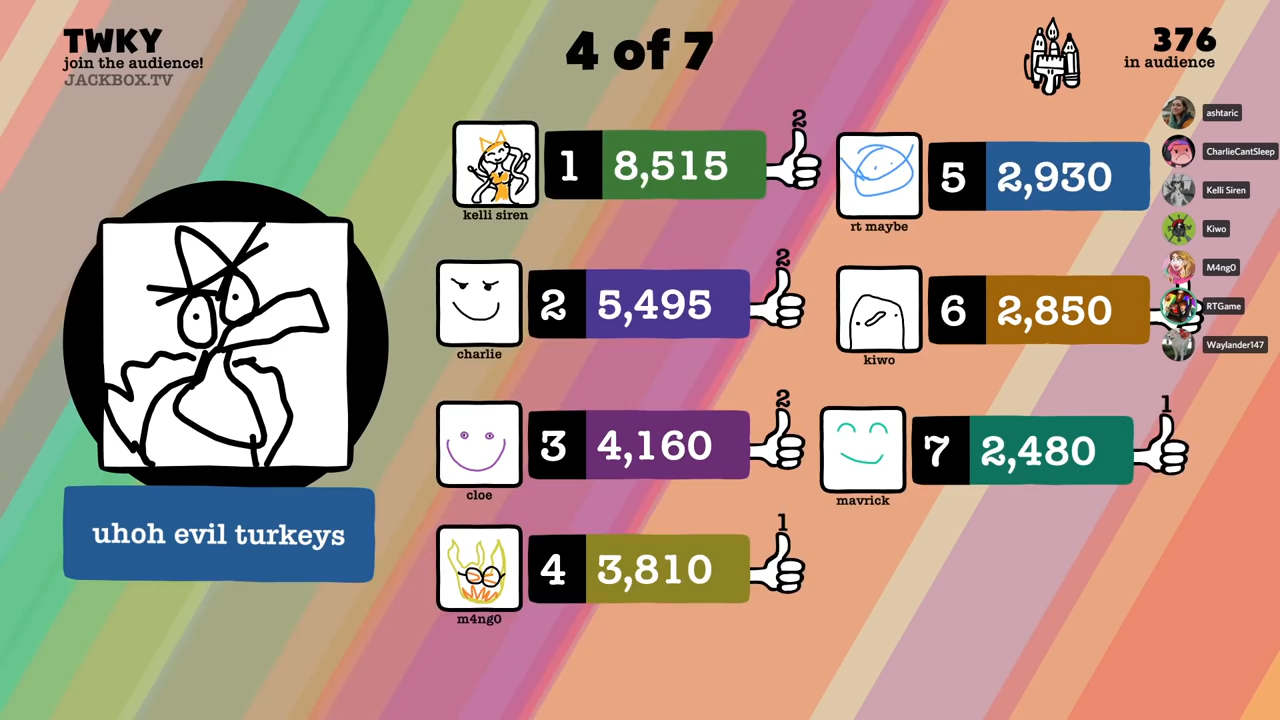 TWKY
join the audience!
JACKBOX.TV
4 of 7
376
in audience
uhoh evil turkeys
2
1 8,515
kelli siren
2
2 5,495
charlie
2
3 4,160
cloe
1
4 3,810
m4ng0
5 2,930
rt maybe
6 2,850
kiwo
1
7 2,480
mavrick
ashtaric
CharlieCantSleep
Kelli Siren
Kiwo
M4ng0
RTGame
Waylander147